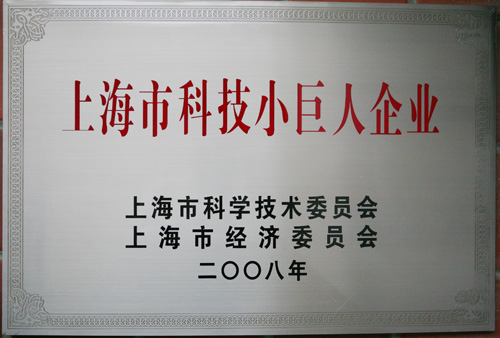 上海市科技小巨人企业
上海市科学技术委员会
上海市经济委员会
二〇〇八年